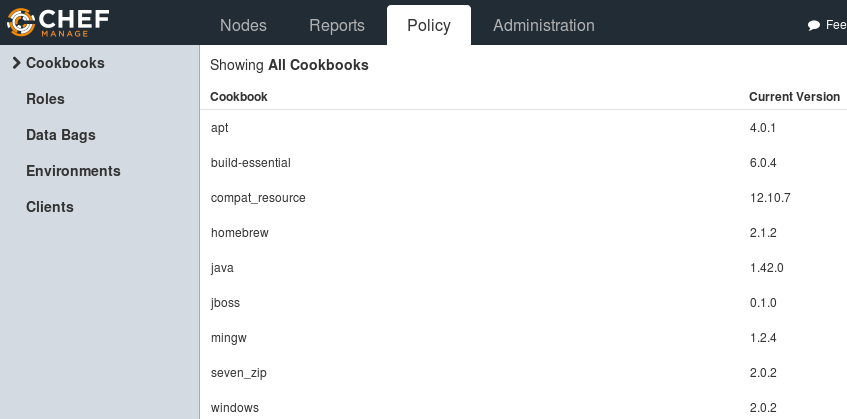 CHEF
MANAGE
Nodes Reports Policy Administration Fee
Cookbooks
Roles
Data Bags
Environments
Clients
Showing All Cookbooks
Cookbook Current Version
apt 4.0.1
build-essential 6.0.4
compat_resource 12.10.7
homebrew 2.1.2
java 1.42.0
jboss 0.1.0
mingw 1.2.4
seven_zip 2.0.2
windows 2.0.2